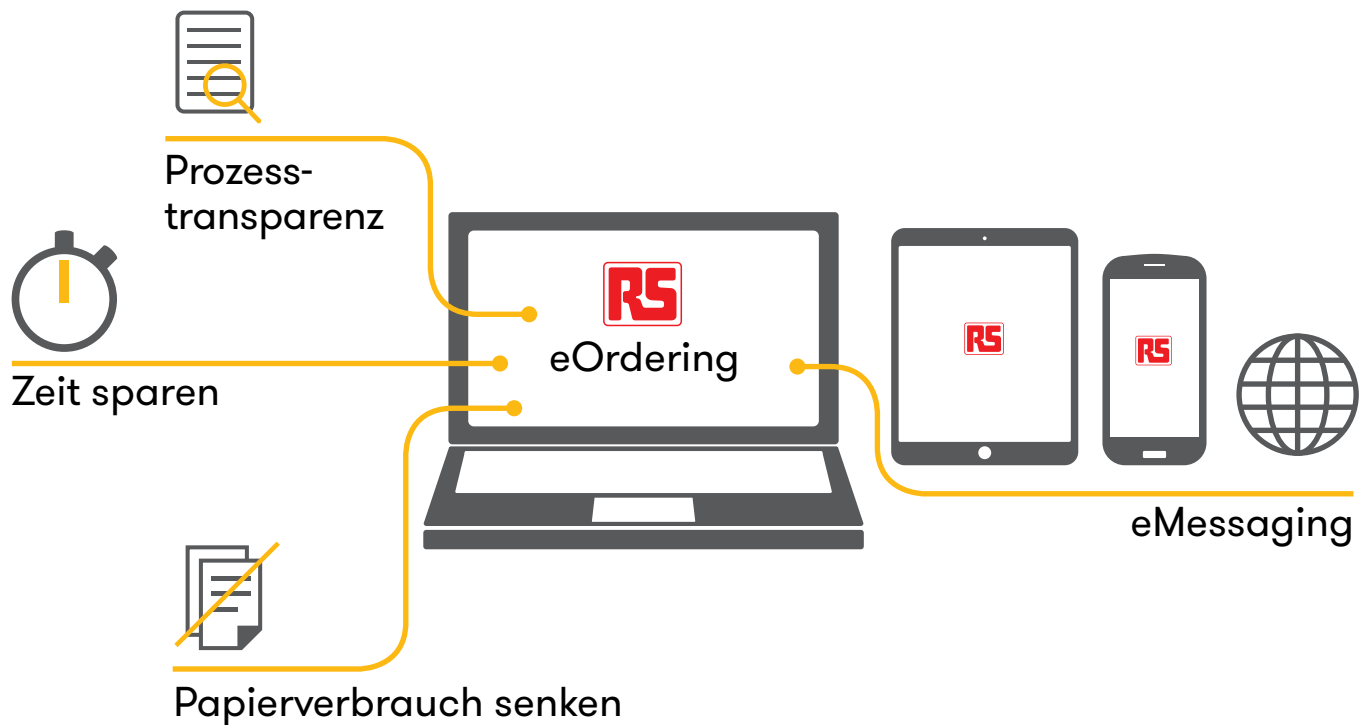 Prozess-
transparenz
Zeit sparen
Papierverbrauch senken
RS
eOrdering
RS
RS
eMessaging